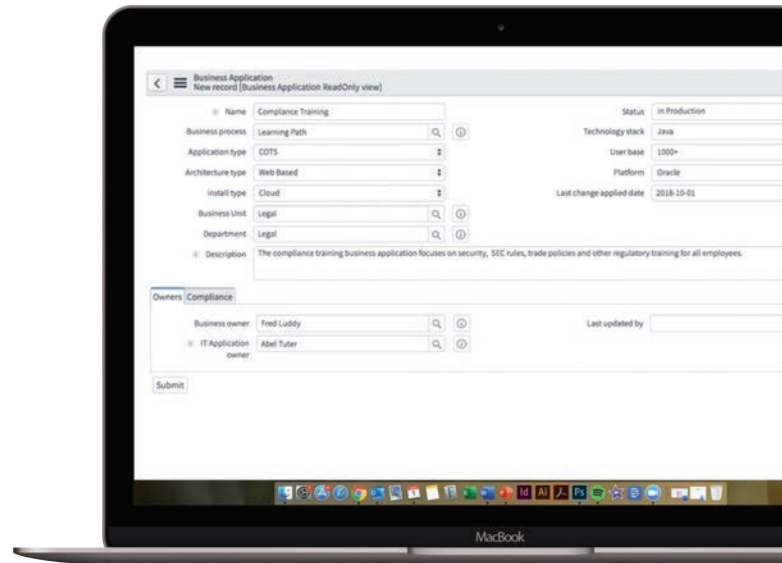 Business Application
New record [Business Application ReadOnly view]
Name Compliance Training
Status In Production
Business process Learning Path
Technology stack Java
Application type COTS
User base 1000+
Architecture type Web Based
Platform Oracle
Install type Cloud
Last change applied date 2018-10-01
Business Unit Legal
Department Legal
Description The compliance training business application focuses on security, SEC rules, trade policies and other regulatory training for all employees.
Owners Compliance
Business owner Fred Luddy
Last updated by
IT Application Abel Tuter
owner
Submit
Id Ai Ps
MacBook